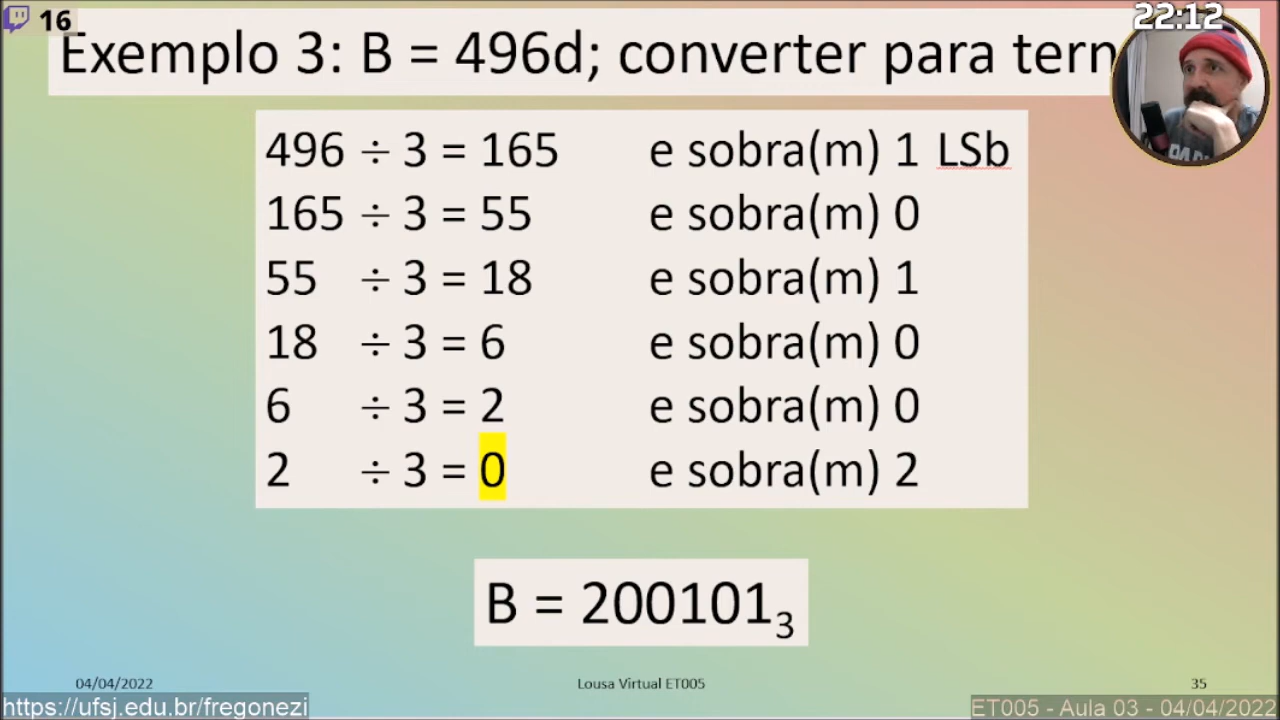 16
22:12
Exemplo 3: B = 496d; converter para tern
496 ÷ 3 = 165 e sobra(m) 1 LSb
165 ÷ 3 = 55 e sobra(m) 0
55 ÷ 3 = 18 e sobra(m) 1
18 ÷ 3 = 6 e sobra(m) 0
6 ÷ 3 = 2 e sobra(m) 0
2 ÷ 3 = 0 e sobra(m) 2
B = 200101₃
04/04/2022 Lousa Virtual ET005 35
https://ufsj.edu.br/fregonezi ET005 - Aula 03 - 04/04/2022